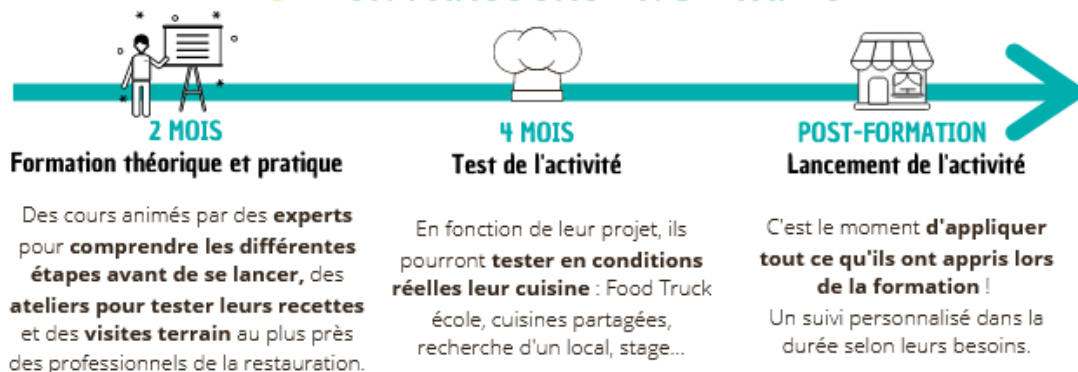 2 MOIS
Formation théorique et pratique
Des cours animés par des experts
pour comprendre les différentes
étapes avant de se lancer, des
ateliers pour tester leurs recettes
et des visites terrain au plus près
des professionnels de la restauration.
4 MOIS
Test de l'activité
En fonction de leur projet, ils
pourront tester en conditions
réelles leur cuisine : Food Truck
école, cuisines partagées,
recherche d'un local, stage...
POST-FORMATION
Lancement de l'activité
C'est le moment d'appliquer
tout ce qu'ils ont appris lors
de la formation !
Un suivi personnalisé dans la
durée selon leurs besoins.